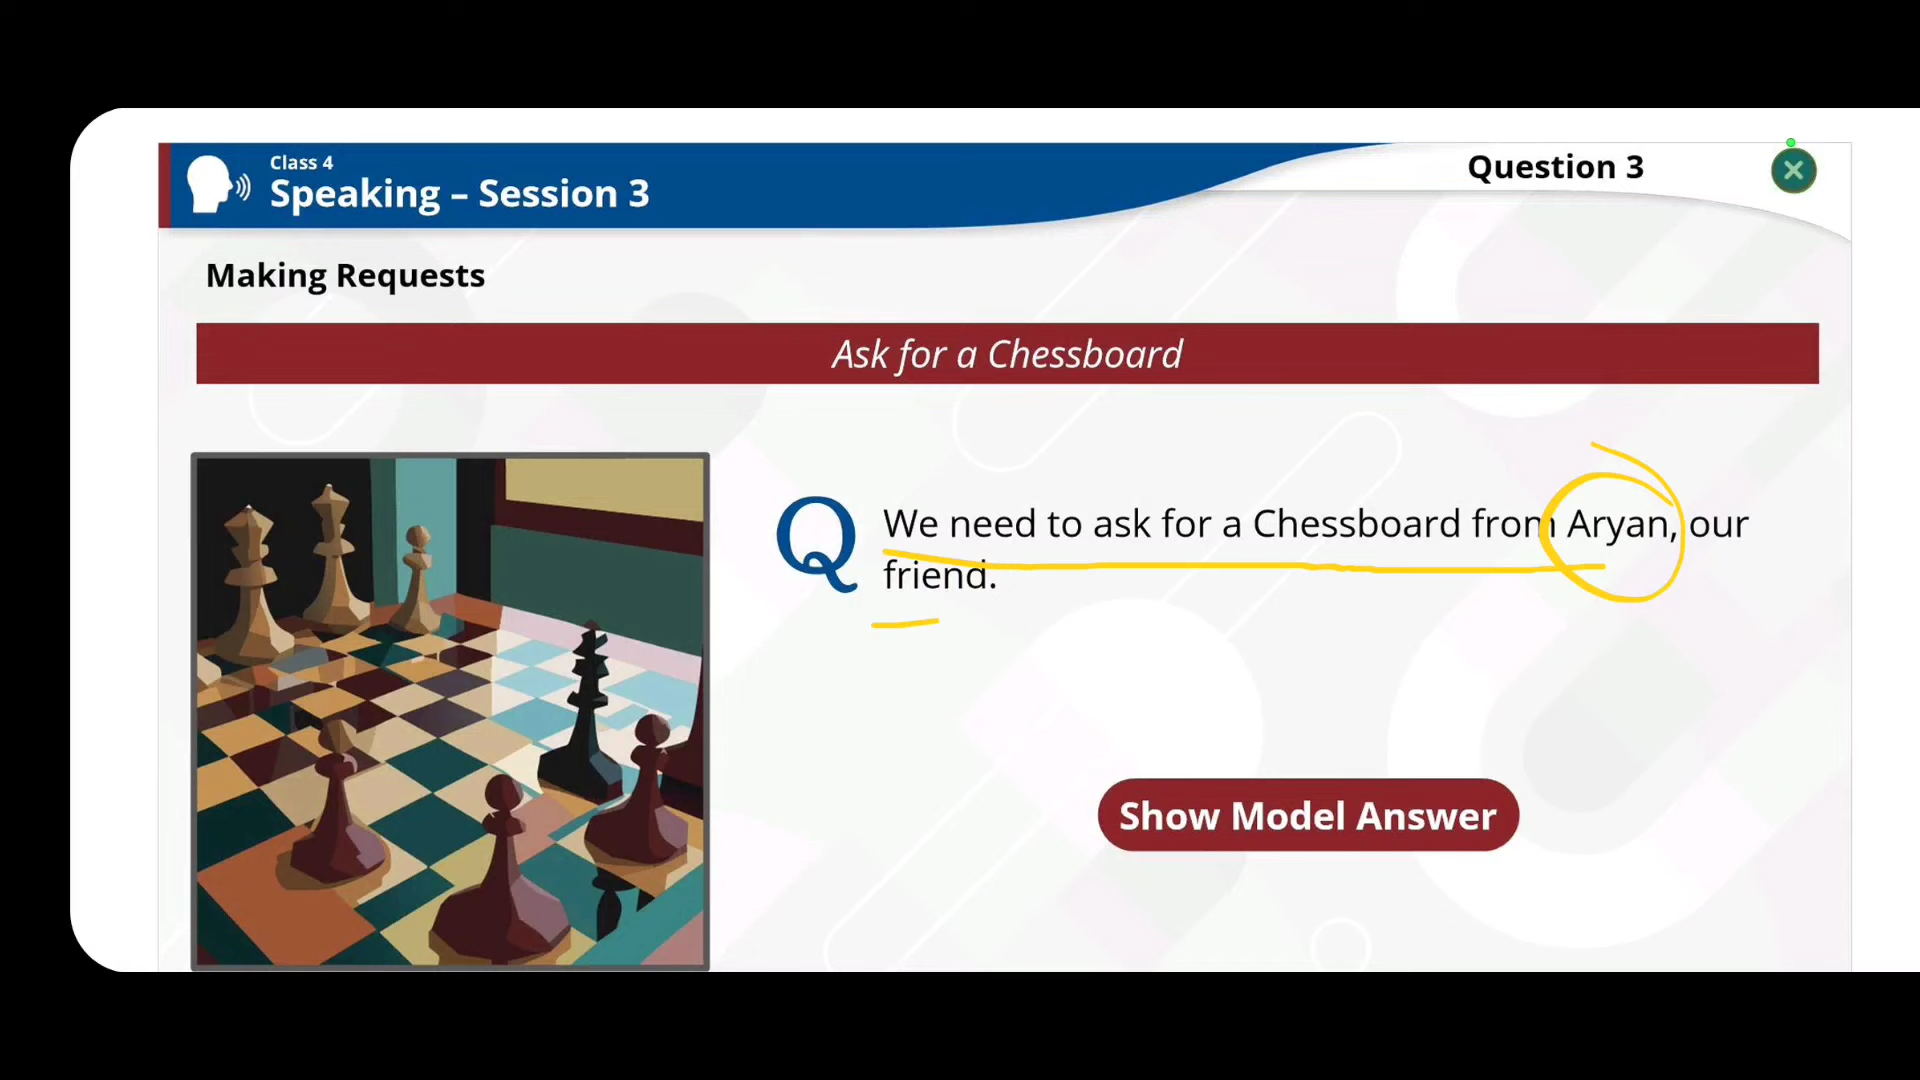 Class 4
Speaking – Session 3
Question 3
Making Requests
Ask for a Chessboard
Q We need to ask for a Chessboard from Aryan, our
friend.
Show Model Answer